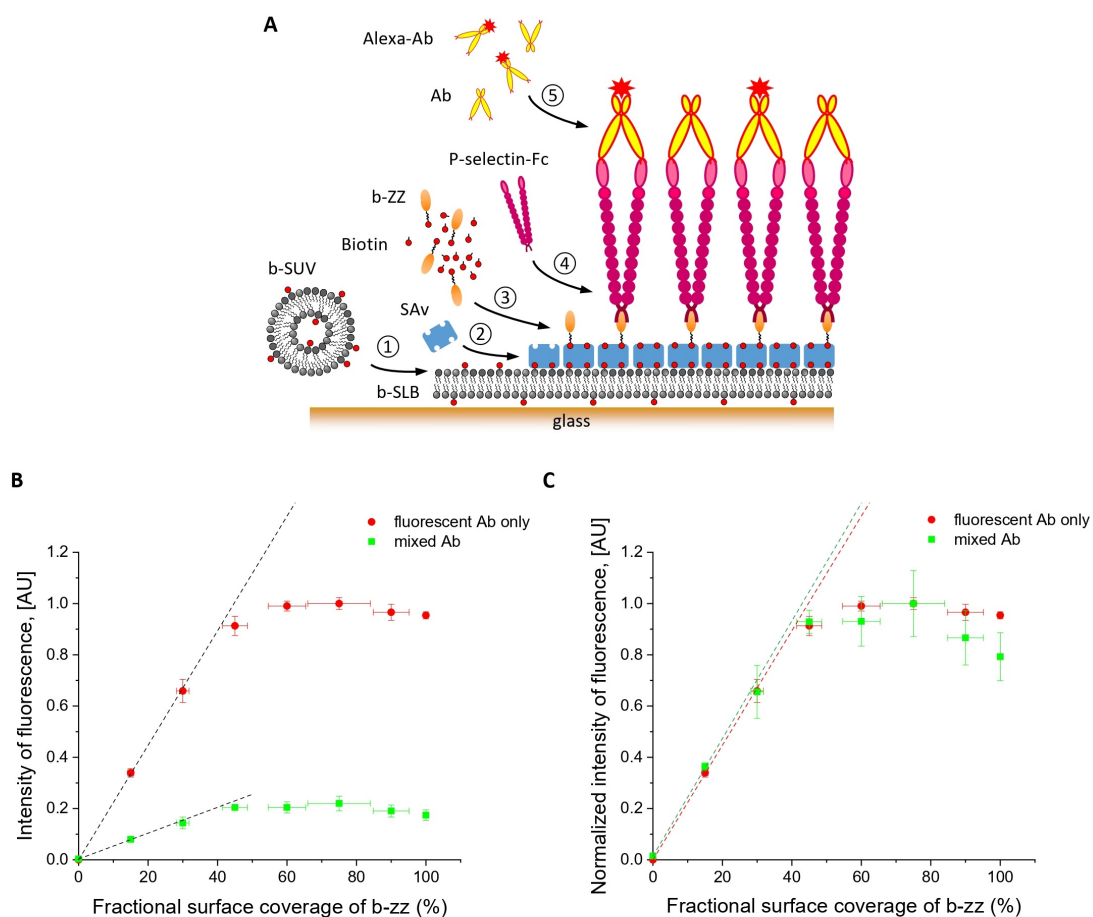 A
Alexa-Ab
Ab
5
P-selectin-Fc
b-ZZ
Biotin
4
b-SUV
SAv
3
2
1
b-SLB
glass
B
fluorescent Ab only
mixed Ab
Intensity of fluorescence, [AU]
1.2
1.0
0.8
0.6
0.4
0.2
0.0
0 20 40 60 80 100
Fractional surface coverage of b-zz (%)
C
fluorescent Ab only
mixed Ab
Normalized intensity of fluorescence, [AU]
1.2
1.0
0.8
0.6
0.4
0.2
0.0
0 20 40 60 80 100
Fractional surface coverage of b-zz (%)